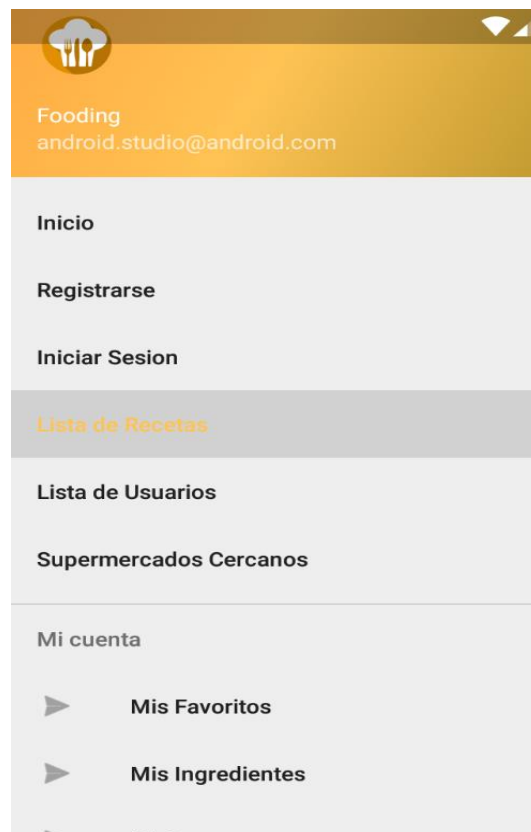 Fooding
android.studio@android.com
Inicio
Registrarse
Iniciar Sesion
Lista de Recetas
Lista de Usuarios
Supermercados Cercanos
Mi cuenta
Mis Favoritos
Mis Ingredientes